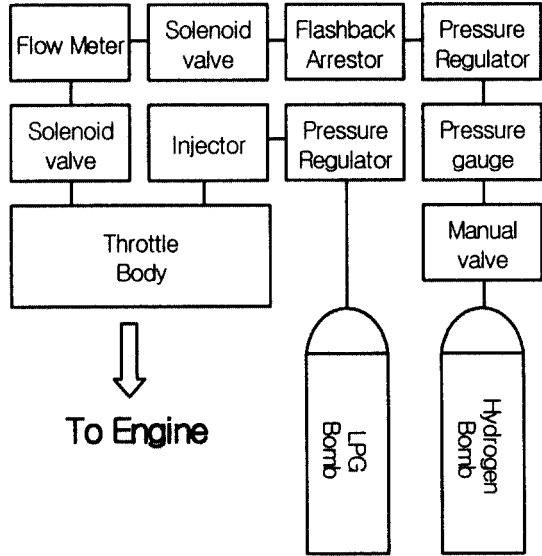 Flow Meter
Solenoid
valve
Flashback
Arrestor
Pressure
Regulator
Solenoid
valve
Injector
Pressure
Regulator
Pressure
gauge
Throttle
Body
Manual
valve
To Engine
LPG
Bomb
Hydrogen
Bomb